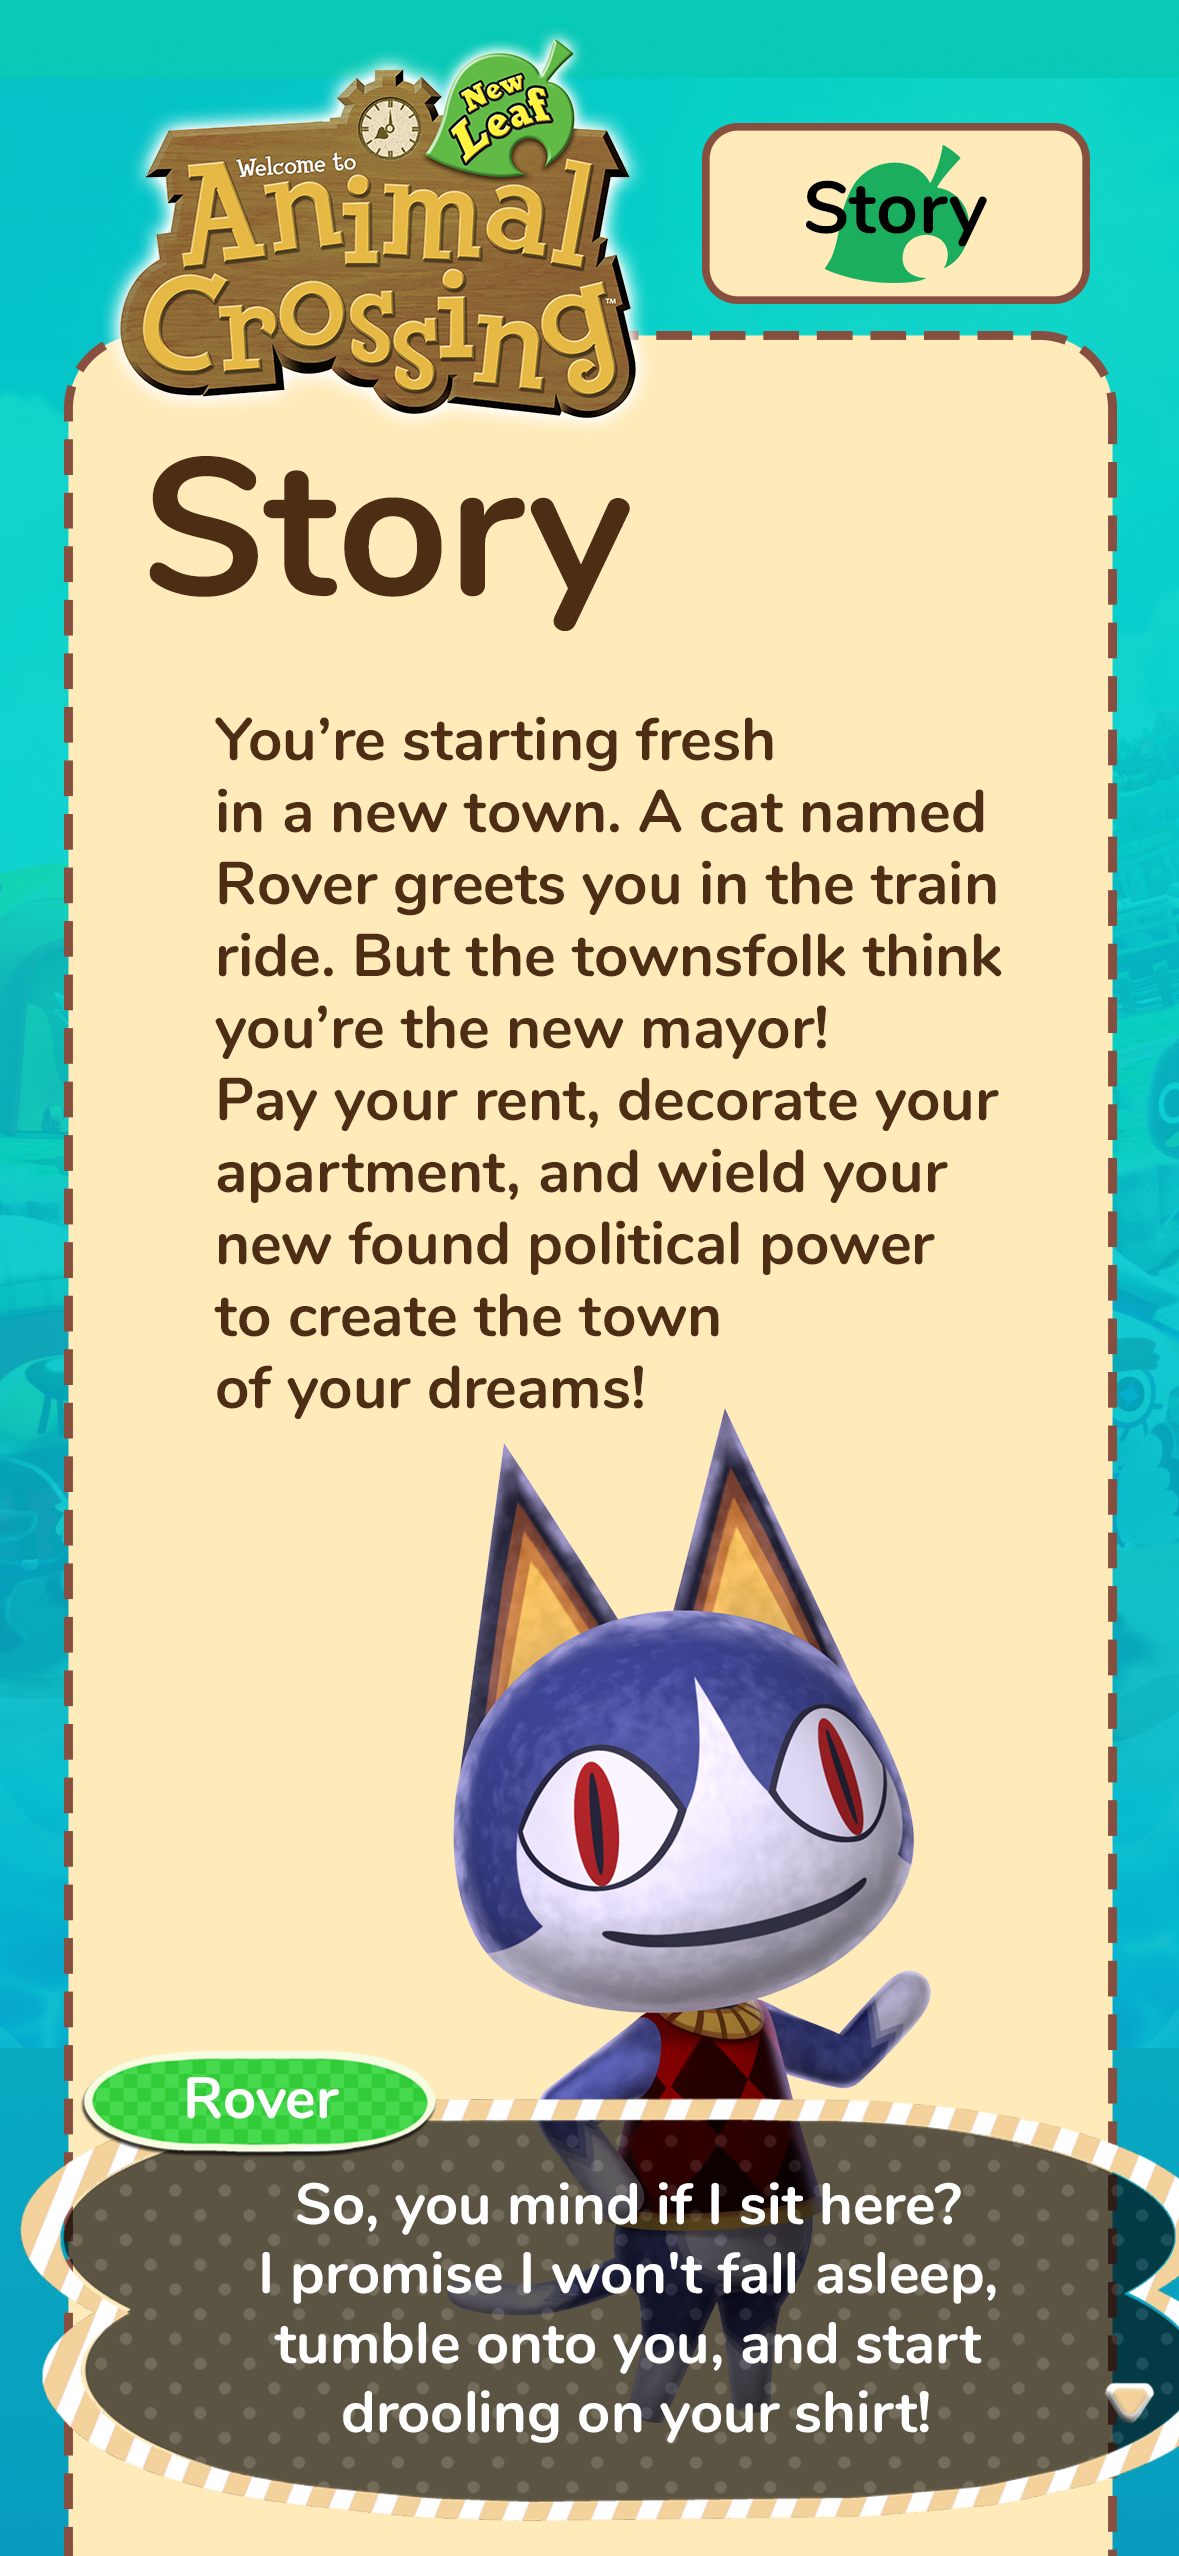 New
Leaf
Welcome to
Animal
Crossing™
Story
Story
You’re starting fresh
in a new town. A cat named
Rover greets you in the train
ride. But the townsfolk think
you’re the new mayor!
Pay your rent, decorate your
apartment, and wield your
new found political power
to create the town
of your dreams!
Rover
So, you mind if I sit here?
I promise I won't fall asleep,
tumble onto you, and start
drooling on your shirt!